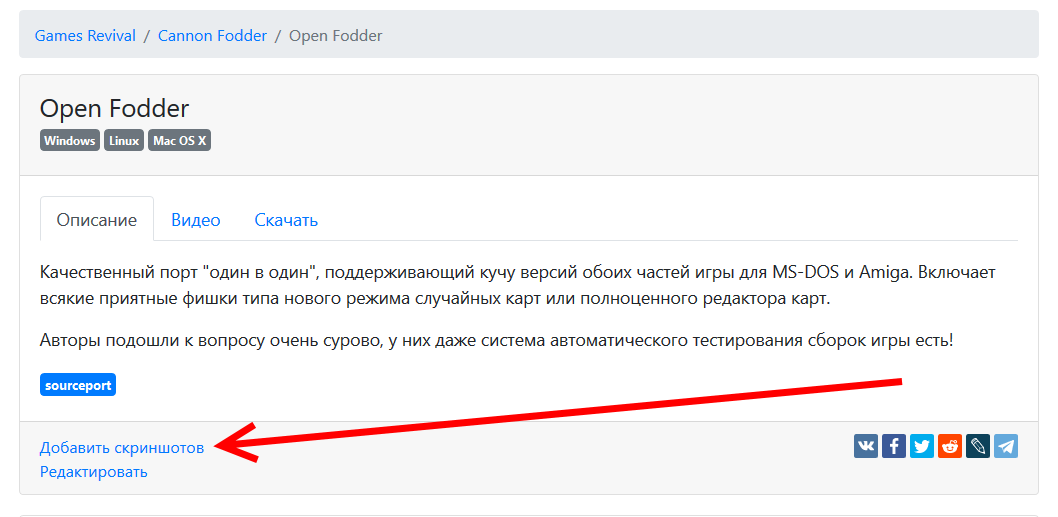 Games Revival / Cannon Fodder / Open Fodder
Open Fodder
Windows Linux Mac OS X
Описание Видео Скачать
Качественный порт "один в один", поддерживающий кучу версий обоих частей игры для MS-DOS и Amiga. Включает
всякие приятные фишки типа нового режима случайных карт или полноценного редактора карт.
Авторы подошли к вопросу очень сурово, у них даже система автоматического тестирования сборок игры есть!
sourceport
Добавить скриншотов
Редактировать